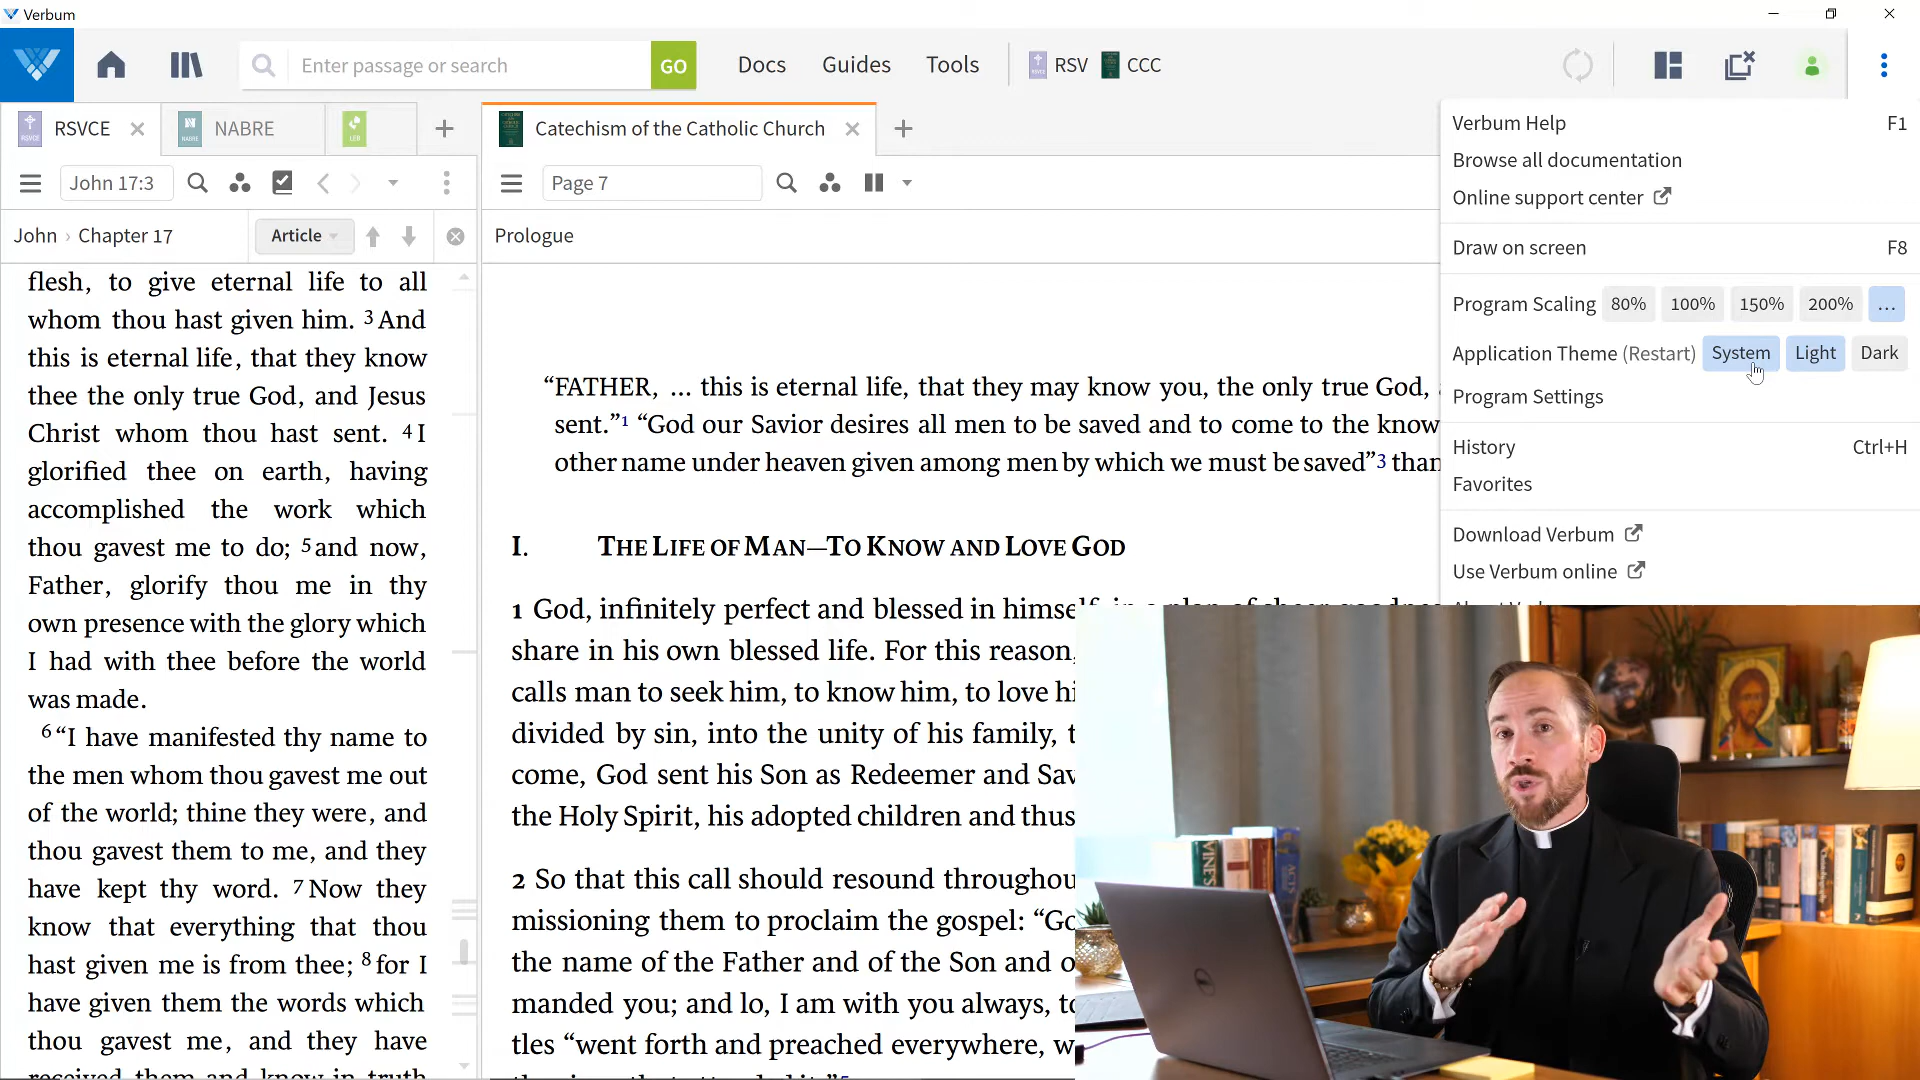 Verbum
Enter passage or search
GO
Docs
Guides
Tools
RSV
CCC
RSVCE
NABRE
Catechism of the Catholic Church
John 17:3
Page 7
John › Chapter 17
Article
Prologue
flesh, to give eternal life to all
whom thou hast given him. 3 And
this is eternal life, that they know
thee the only true God, and Jesus
Christ whom thou hast sent. 4 I
glorified thee on earth, having
accomplished the work which
thou gavest me to do; 5 and now,
Father, glorify thou me in thy
own presence with the glory which
I had with thee before the world
was made.
6 “I have manifested thy name to
the men whom thou gavest me out
of the world; thine they were, and
thou gavest them to me, and they
have kept thy word. 7 Now they
know that everything that thou
hast given me is from thee; 8 for I
have given them the words which
thou gavest me, and they have
received them and know in truth
“FATHER, ... this is eternal life, that they may know you, the only true God,
sent.”1 “God our Savior desires all men to be saved and to come to the know
other name under heaven given among men by which we must be saved”3 than
I. THE LIFE OF MAN—TO KNOW AND LOVE GOD
1 God, infinitely perfect and blessed in himself, in a plan of sheer goodness
share in his own blessed life. For this reason,
calls man to seek him, to know him, to love hi
divided by sin, into the unity of his family, t
come, God sent his Son as Redeemer and Sav
the Holy Spirit, his adopted children and thus
2 So that this call should resound throughou
missioning them to proclaim the gospel: “Go
the name of the Father and of the Son and o
manded you; and lo, I am with you always, to
tles “went forth and preached everywhere, w
Verbum Help F1
Browse all documentation
Online support center
Draw on screen F8
Program Scaling 80% 100% 150% 200% ...
Application Theme (Restart) System Light Dark
Program Settings
History Ctrl+H
Favorites
Download Verbum
Use Verbum online
VINES
ACTS
DELL